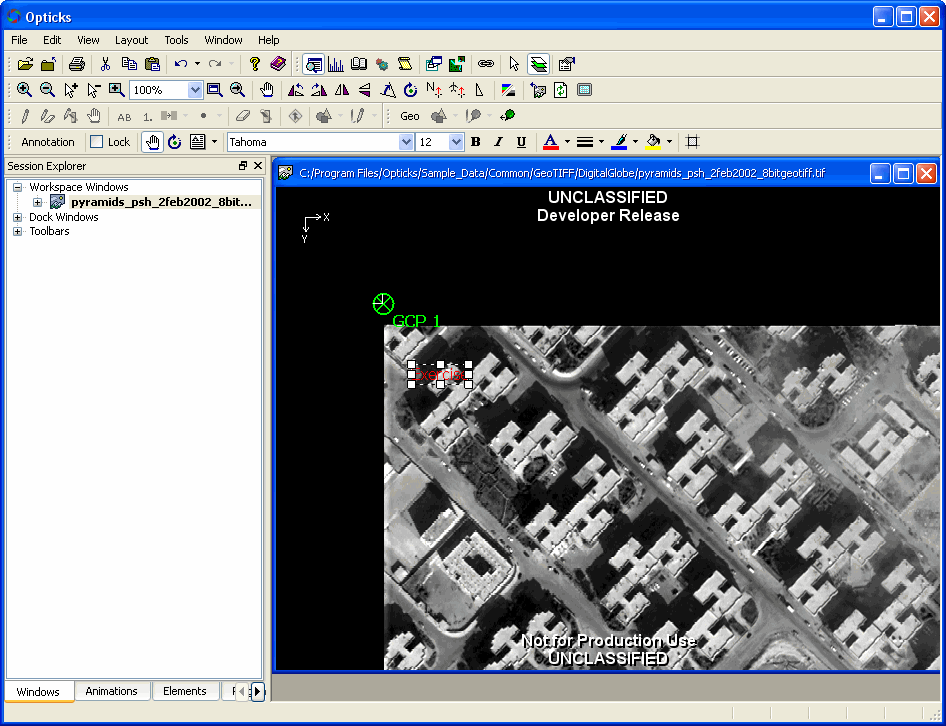 Opticks
File Edit View Layout Tools Window Help
100%
AB 1. Geo
Annotation Lock Tahoma 12 B I U A
Session Explorer
Workspace Windows
pyramids_psh_2feb2002_8bit...
Dock Windows
Toolbars
C:/Program Files/Opticks/Sample_Data/Common/GeoTIFF/DigitalGlobe/pyramids_psh_2feb2002_8bitgeotiff.tif
UNCLASSIFIED
Developer Release
X
Y
GCP 1
Not for Production Use
UNCLASSIFIED
Windows Animations Elements